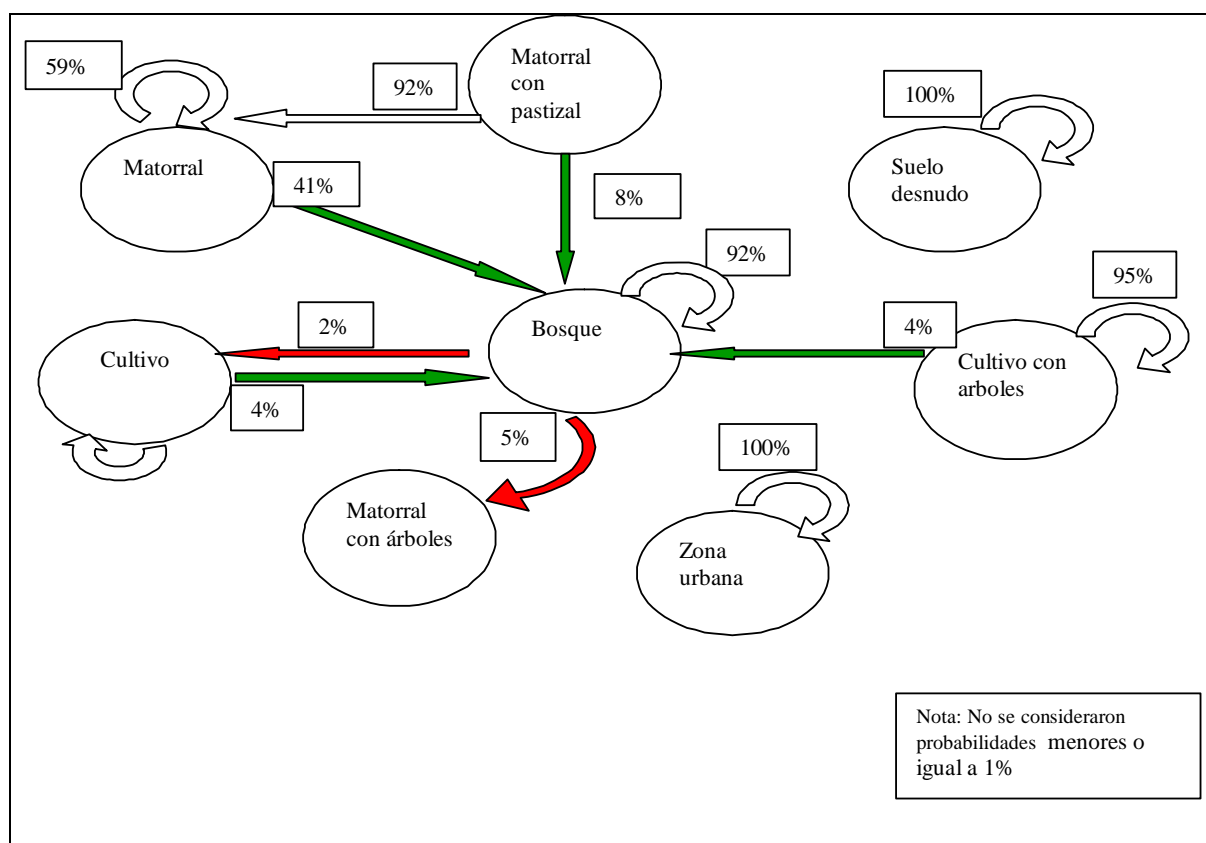 59%
92%
Matorral
con
pastizal
100%
Matorral
41%
8%
Suelo
desnudo
92%
95%
2%
Bosque
4%
Cultivo
Cultivo con
arboles
4%
5%
100%
Matorral
con árboles
Zona
urbana
Nota: No se consideraron
probabilidades menores o
igual a 1%